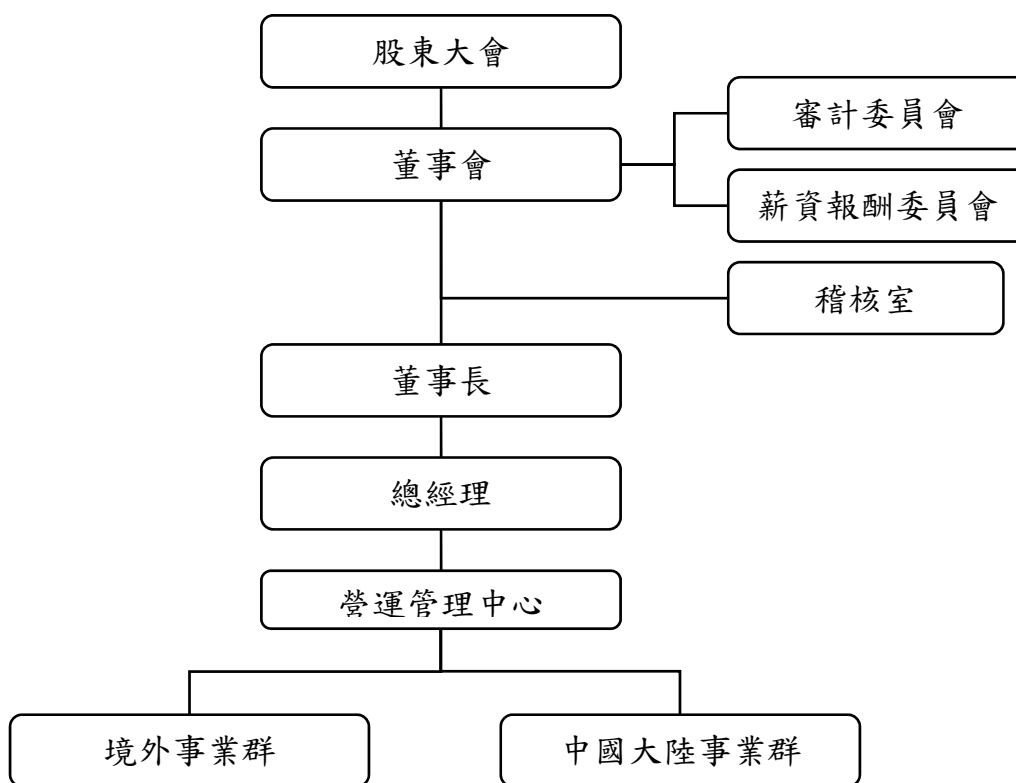 股東大會
審計委員會
董事會
薪資報酬委員會
稽核室
董事長
總經理
營運管理中心
境外事業群
中國大陸事業群